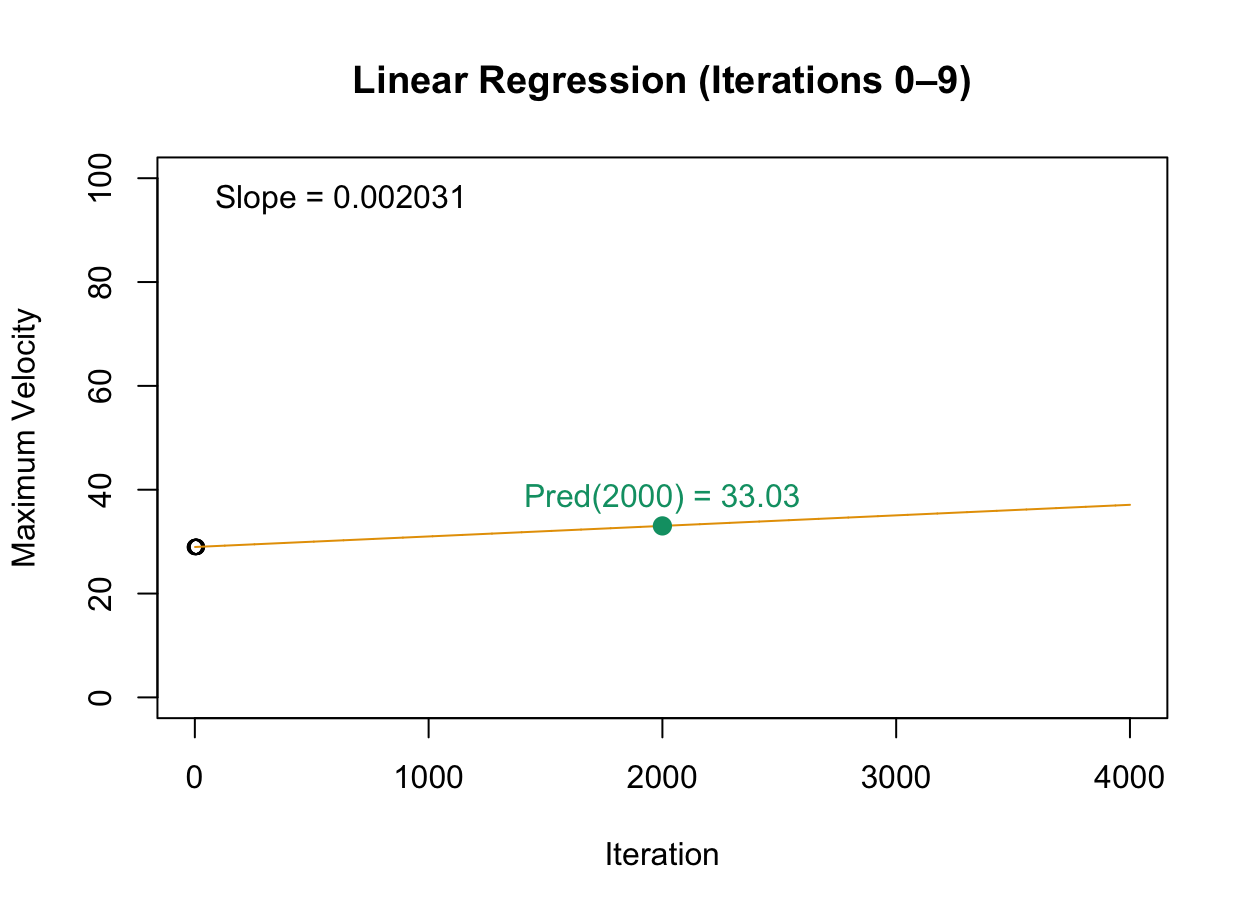 Linear Regression (Iterations 0–9)
Slope = 0.002031
100
80
60
40
20
0
Maximum Velocity
Pred(2000) = 33.03
0 1000 2000 3000 4000
Iteration